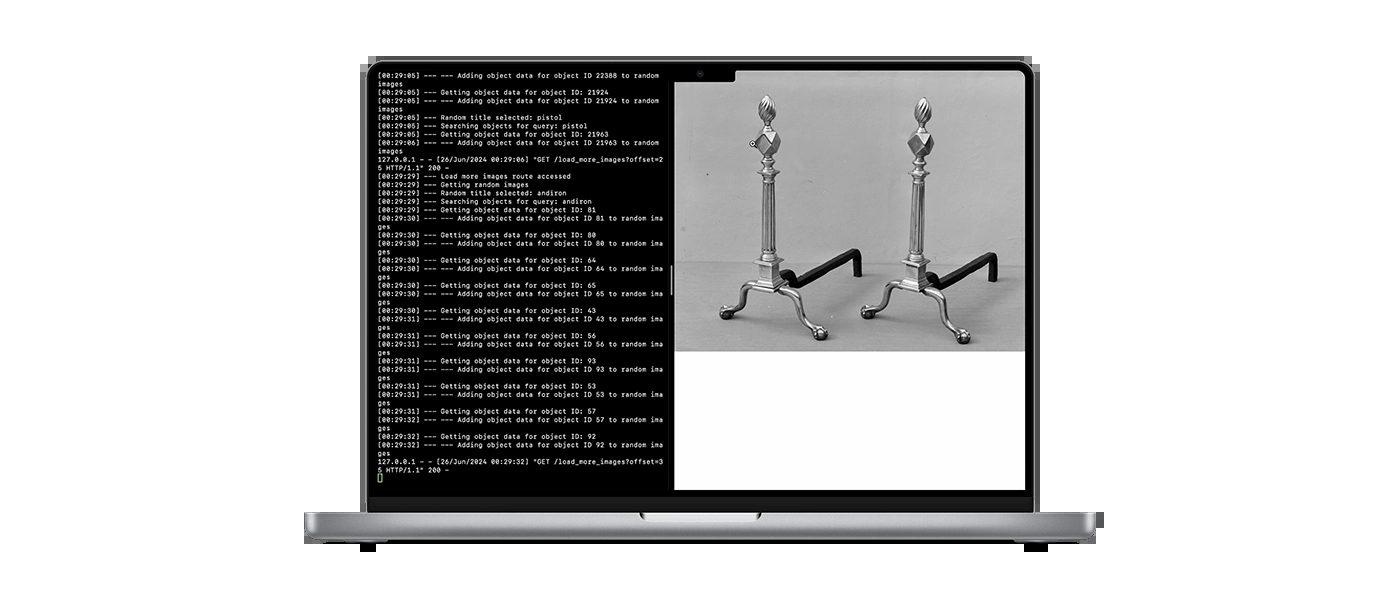 [00:29:05] --- --- Adding object data for object ID 22388 to random
images
[00:29:05] --- Getting object data for object ID: 21924
[00:29:05] --- --- Adding object data for object ID 21924 to random
images
[00:29:05] --- Random title selected: pistol
[00:29:05] --- Searching objects for query: pistol
[00:29:05] --- Getting object data for object ID: 21963
[00:29:06] --- --- Adding object data for object ID 21963 to random
images
127.0.0.1 - - [26/Jun/2024 00:29:06] "GET /load_more_images?offset=2
5 HTTP/1.1" 200 -
[00:29:29] --- Load more images route accessed
[00:29:29] --- Getting random images
[00:29:29] --- Random title selected: andiron
[00:29:29] --- Searching objects for query: andiron
[00:29:29] --- Getting object data for object ID: 81
[00:29:30] --- --- Adding object data for object ID 81 to random ima
ges
[00:29:30] --- Getting object data for object ID: 80
[00:29:30] --- --- Adding object data for object ID 80 to random ima
ges
[00:29:30] --- Getting object data for object ID: 64
[00:29:30] --- --- Adding object data for object ID 64 to random ima
ges
[00:29:30] --- Getting object data for object ID: 65
[00:29:30] --- --- Adding object data for object ID 65 to random ima
ges
[00:29:30] --- Getting object data for object ID: 43
[00:29:31] --- --- Adding object data for object ID 43 to random ima
ges
[00:29:31] --- Getting object data for object ID: 56
[00:29:31] --- --- Adding object data for object ID 56 to random ima
ges
[00:29:31] --- Getting object data for object ID: 93
[00:29:31] --- --- Adding object data for object ID 93 to random ima
ges
[00:29:31] --- Getting object data for object ID: 53
[00:29:31] --- --- Adding object data for object ID 53 to random ima
ges
[00:29:31] --- Getting object data for object ID: 57
[00:29:32] --- --- Adding object data for object ID 57 to random ima
ges
[00:29:32] --- Getting object data for object ID: 92
[00:29:32] --- --- Adding object data for object ID 92 to random ima
ges
127.0.0.1 - - [26/Jun/2024 00:29:32] "GET /load_more_images?offset=3
5 HTTP/1.1" 200 -